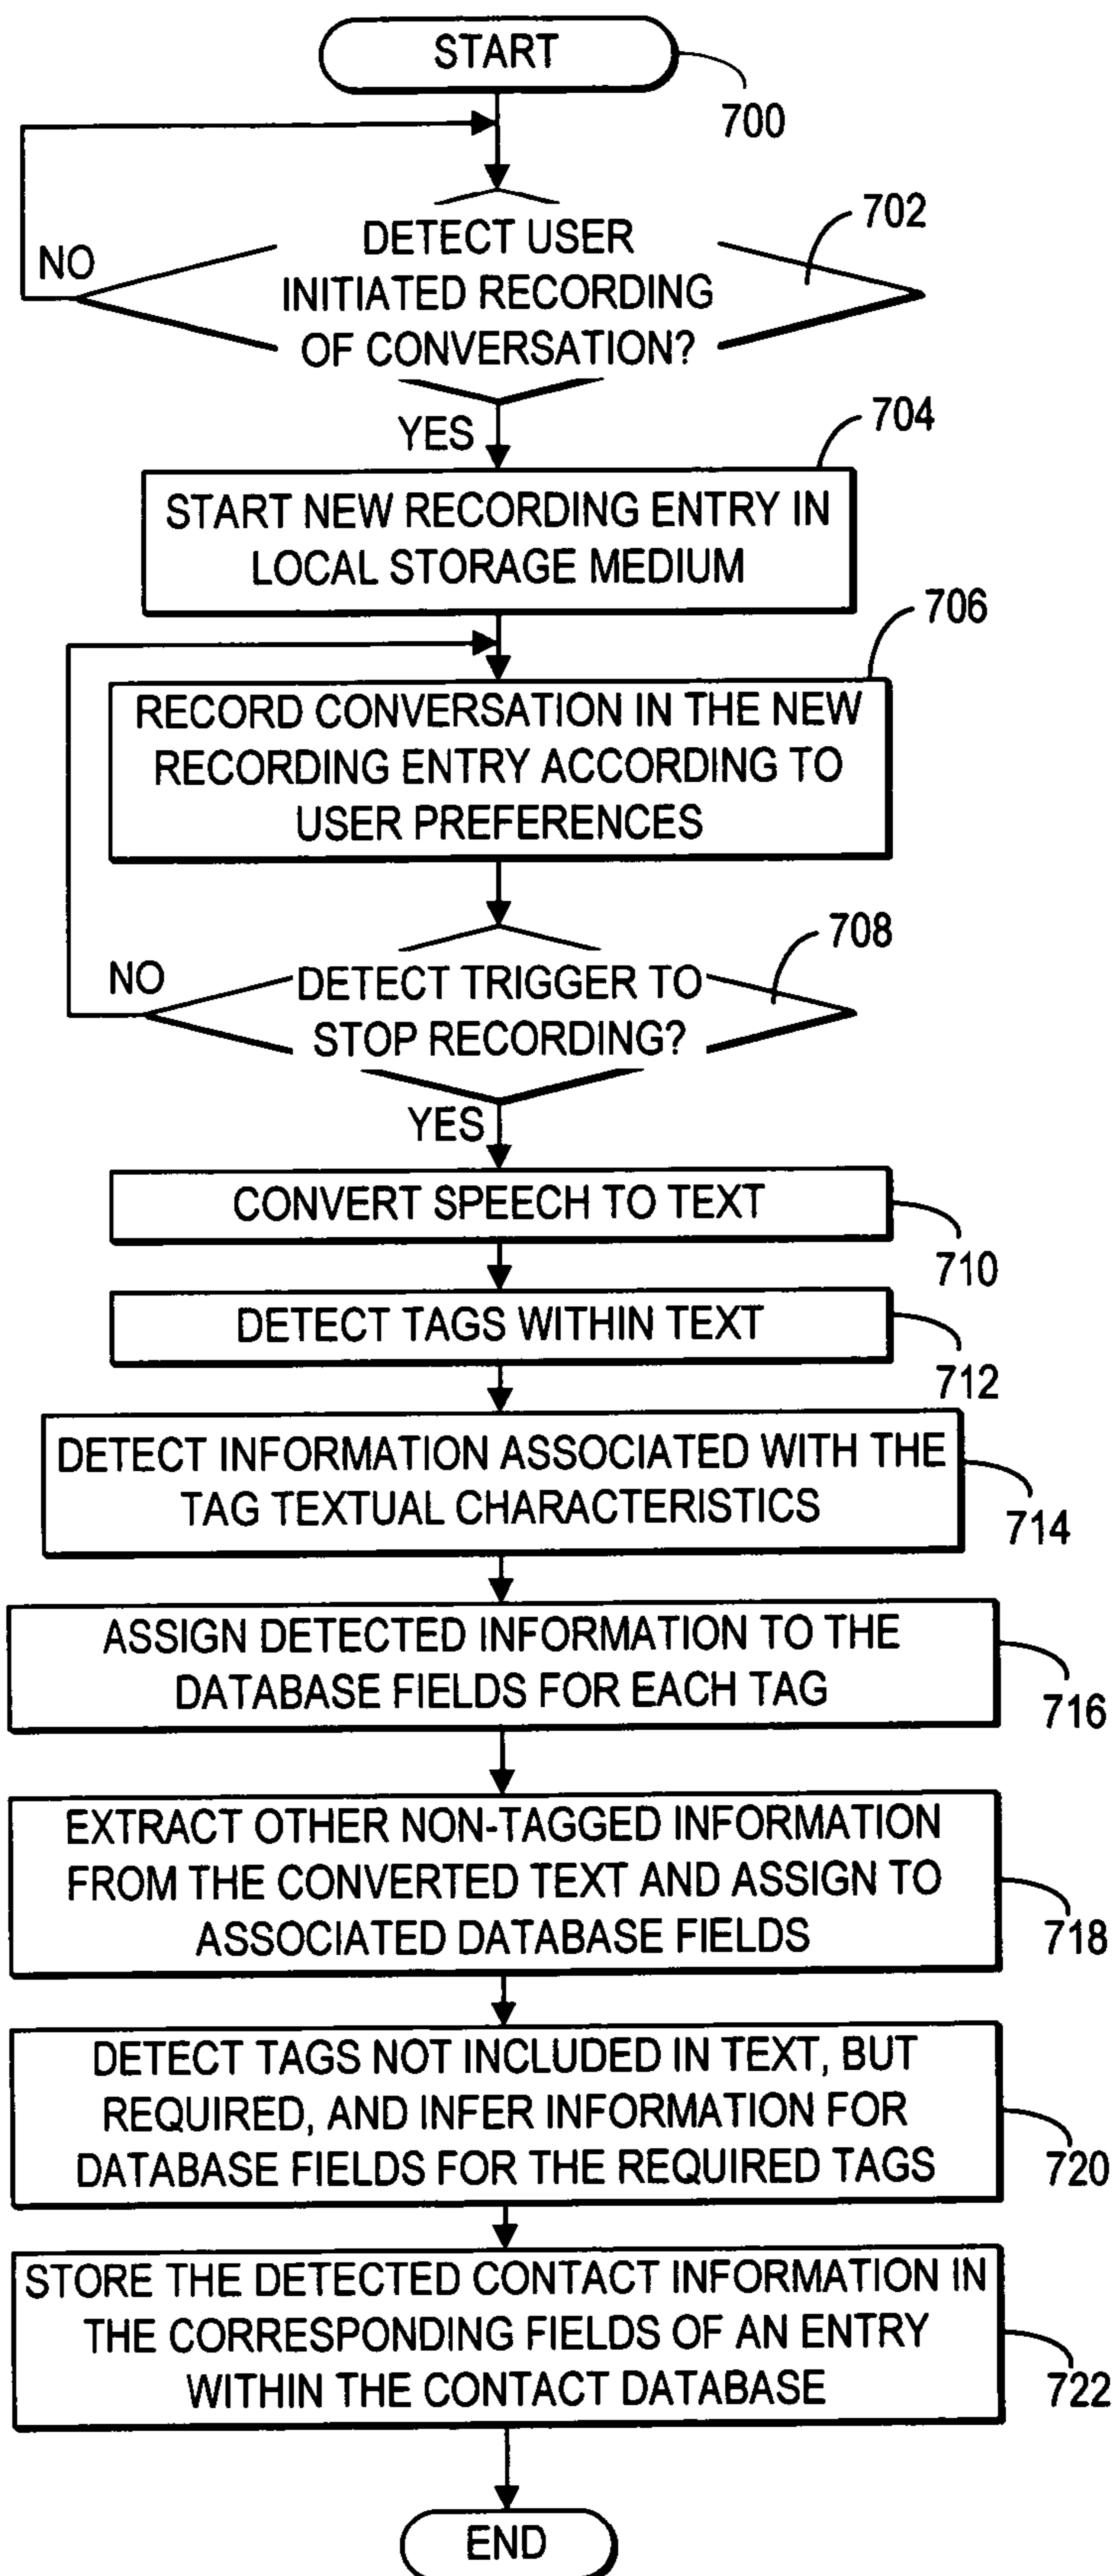 START
700
DETECT USER
INITIATED RECORDING
OF CONVERSATION?
702
NO
YES
704
START NEW RECORDING ENTRY IN
LOCAL STORAGE MEDIUM
706
RECORD CONVERSATION IN THE NEW
RECORDING ENTRY ACCORDING TO
USER PREFERENCES
708
DETECT TRIGGER TO
STOP RECORDING?
NO
YES
CONVERT SPEECH TO TEXT
710
DETECT TAGS WITHIN TEXT
712
DETECT INFORMATION ASSOCIATED WITH THE
TAG TEXTUAL CHARACTERISTICS
714
ASSIGN DETECTED INFORMATION TO THE
DATABASE FIELDS FOR EACH TAG
716
EXTRACT OTHER NON-TAGGED INFORMATION
FROM THE CONVERTED TEXT AND ASSIGN TO
ASSOCIATED DATABASE FIELDS
718
DETECT TAGS NOT INCLUDED IN TEXT, BUT
REQUIRED, AND INFER INFORMATION FOR
DATABASE FIELDS FOR THE REQUIRED TAGS
720
STORE THE DETECTED CONTACT INFORMATION IN
THE CORRESPONDING FIELDS OF AN ENTRY
WITHIN THE CONTACT DATABASE
722
END